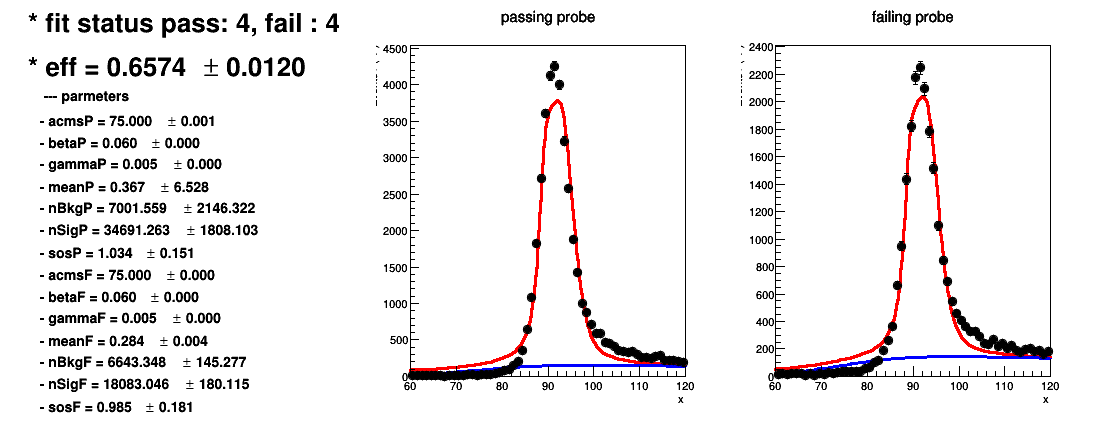 * fit status pass: 4, fail : 4
* eff = 0.6574 ± 0.0120
--- parmeters
- acmsP = 75.000 ± 0.001
- betaP = 0.060 ± 0.000
- gammaP = 0.005 ± 0.000
- meanP = 0.367 ± 6.528
- nBkgP = 7001.559 ± 2146.322
- nSigP = 34691.263 ± 1808.103
- sosP = 1.034 ± 0.151
- acmsF = 75.000 ± 0.000
- betaF = 0.060 ± 0.000
- gammaF = 0.005 ± 0.000
- meanF = 0.284 ± 0.004
- nBkgF = 6643.348 ± 145.277
- nSigF = 18083.046 ± 180.115
- sosF = 0.985 ± 0.181
passing probe
4500
4000
3500
3000
2500
2000
1500
1000
500
0
60 70 80 90 100 110 120
x
failing probe
2400
2200
2000
1800
1600
1400
1200
1000
800
600
400
200
0
60 70 80 90 100 110 120
x